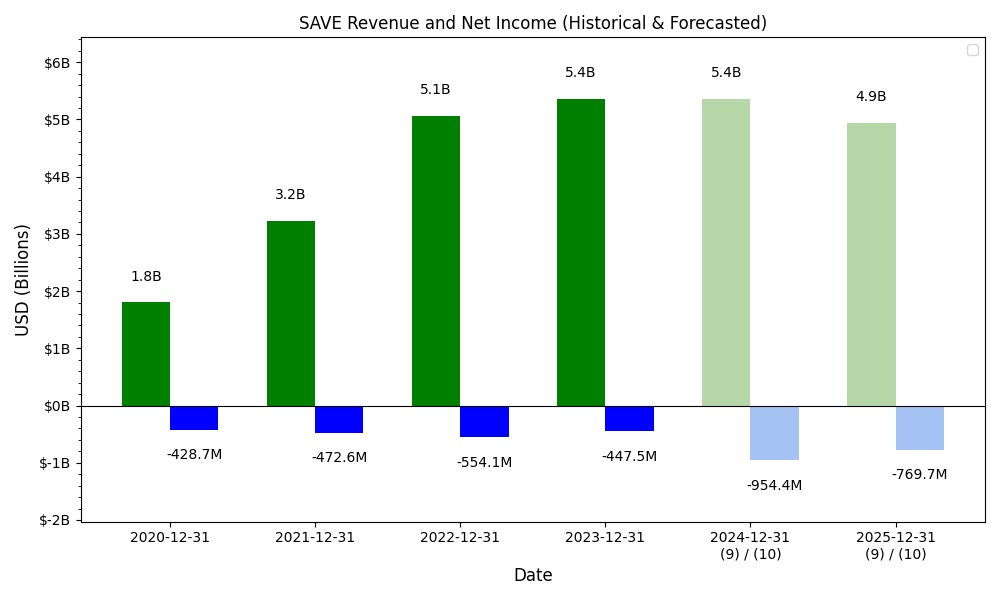 SAVE Revenue and Net Income (Historical & Forecasted)
USD (Billions)
$6B
$5B
$4B
$3B
$2B
$1B
$0B
$-1B
$-2B
1.8B
3.2B
5.1B
5.4B
5.4B
4.9B
-428.7M
-472.6M
-554.1M
-447.5M
-954.4M
-769.7M
2020-12-31
2021-12-31
2022-12-31
2023-12-31
2024-12-31
(9) / (10)
2025-12-31
(9) / (10)
Date